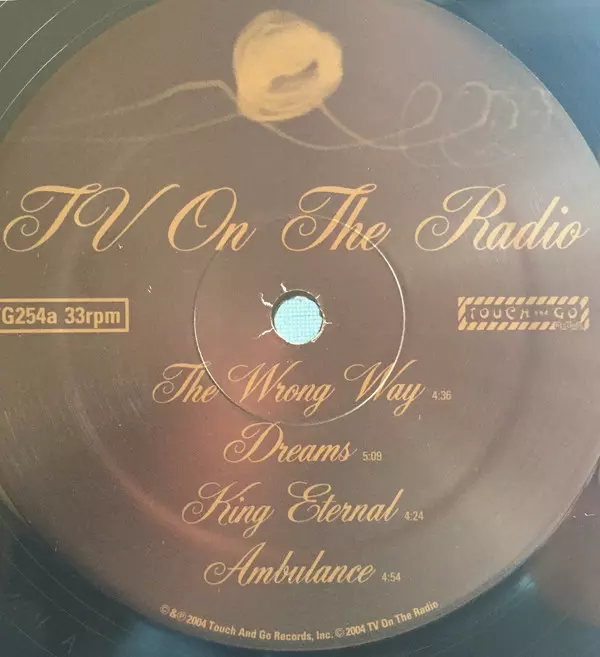 TV On The Radio
G254a 33rpm
TOUCH AND GO
The Wrong Way 4:36
Dreams 5:09
King Eternal 4:24
Ambulance 4:54
©&℗2004 Touch And Go Records, Inc. ©2004 TV On The Radio